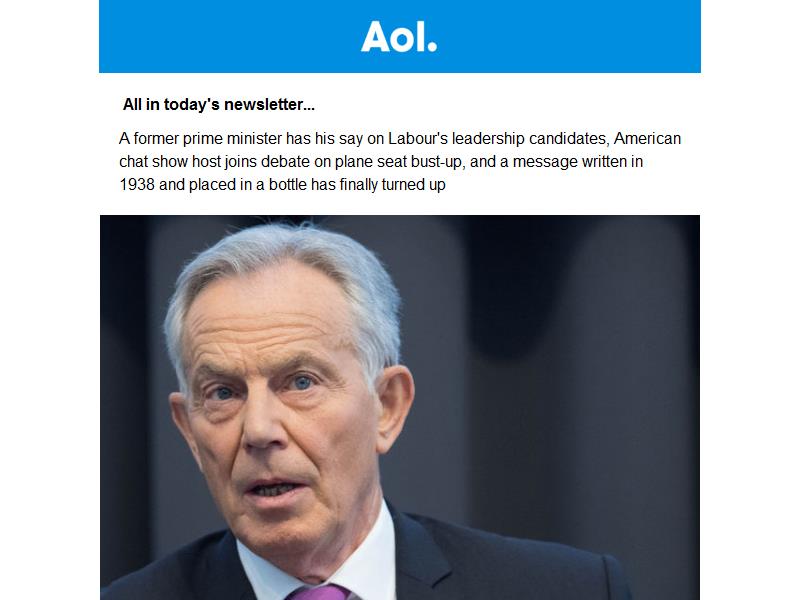 Aol.
All in today's newsletter...
A former prime minister has his say on Labour's leadership candidates, American
chat show host joins debate on plane seat bust-up, and a message written in
1938 and placed in a bottle has finally turned up